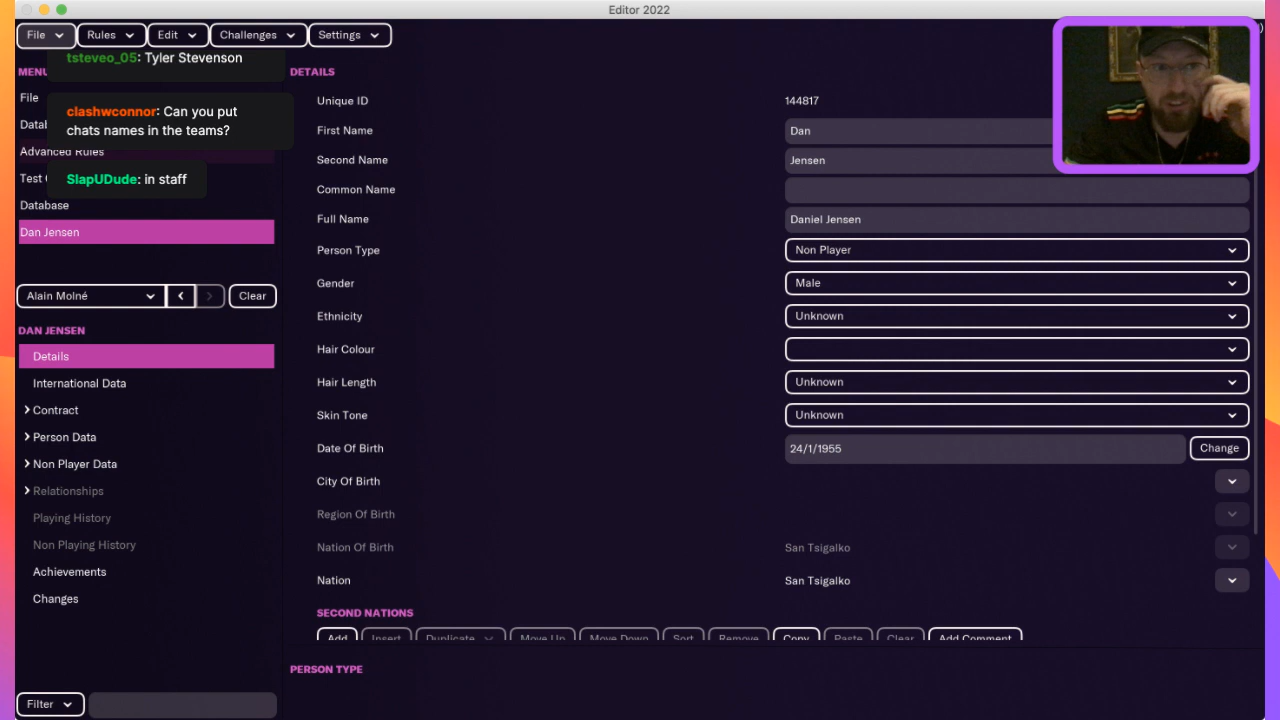 Editor 2022
File
Rules
Edit
Challenges
Settings
tsteveo_05: Tyler Stevenson
MENU
DETAILS
File
Unique ID
144817
clashwconnor: Can you put
chats names in the teams?
First Name
Dan
Advanced Rules
Second Name
Jensen
Test
SlapUDude: in staff
Common Name
Database
Full Name
Daniel Jensen
Dan Jensen
Person Type
Non Player
Gender
Male
Alain Molné
Clear
Ethnicity
Unknown
DAN JENSEN
Hair Colour
Details
Hair Length
Unknown
International Data
Skin Tone
Unknown
Contract
Date Of Birth
24/1/1955
Change
Person Data
City Of Birth
Non Player Data
Region Of Birth
Relationships
Nation Of Birth
San Tsigalko
Playing History
Nation
San Tsigalko
Non Playing History
SECOND NATIONS
Achievements
Add
Insert
Duplicate
Move Up
Move Down
Sort
Remove
Copy
Paste
Clear
Add Comment
Changes
PERSON TYPE
Filter